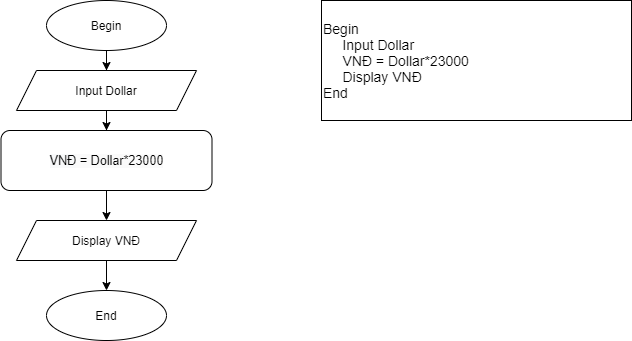 Begin
Input Dollar
VNĐ = Dollar*23000
Display VNĐ
End
Begin
Input Dollar
VNĐ = Dollar*23000
Display VNĐ
End